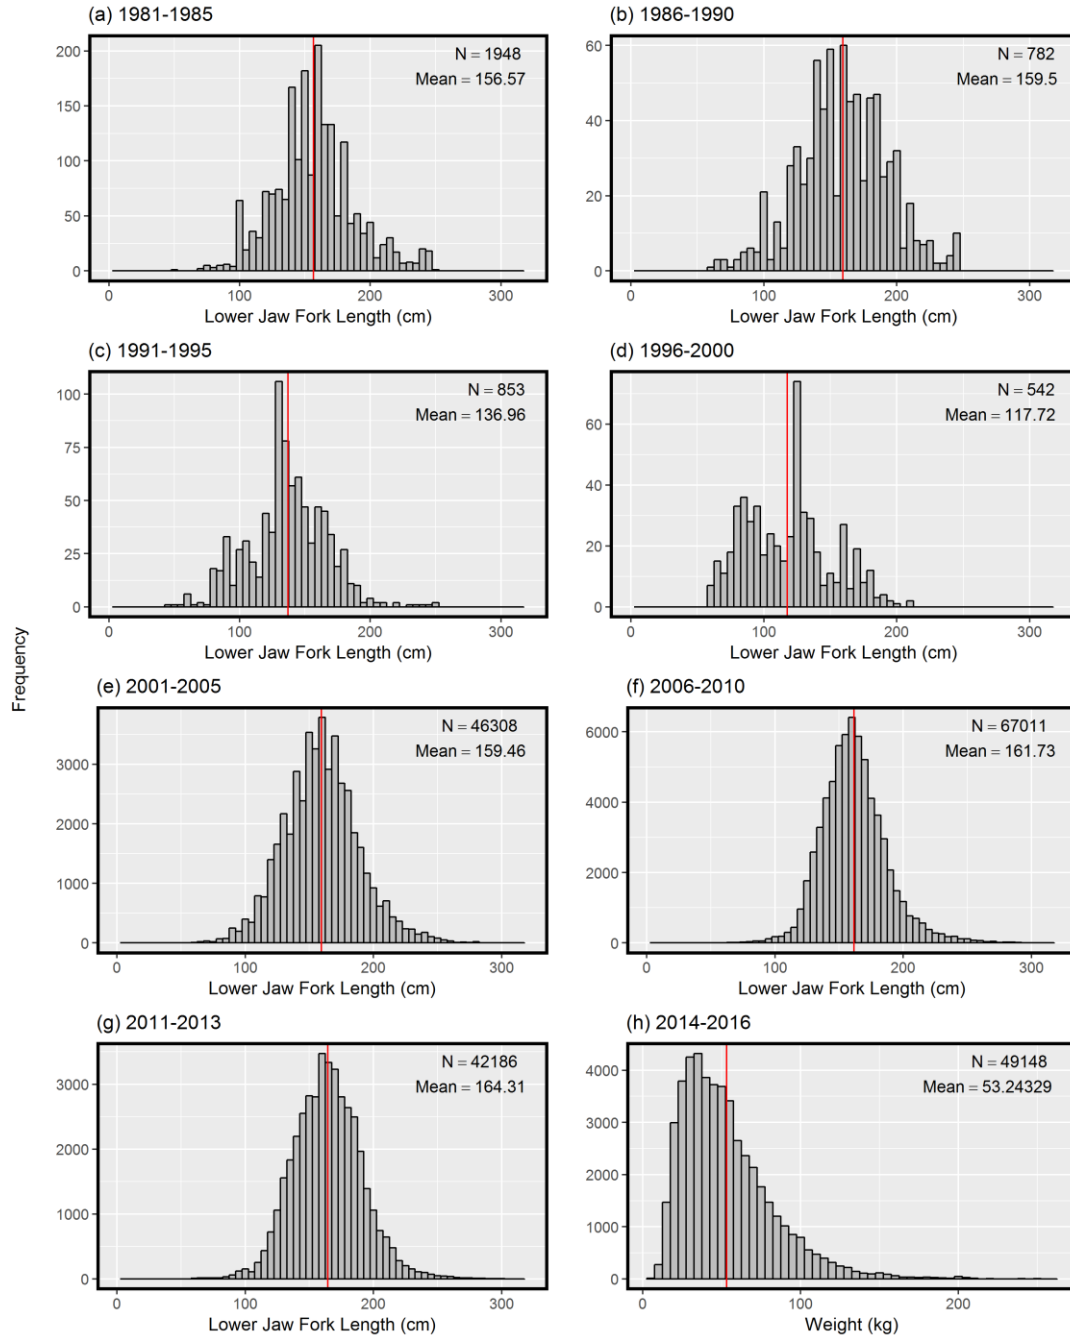 (a) 1981-1985
N = 1948
Mean = 156.57
200
150
100
50
0
0 100 200 300
Lower Jaw Fork Length (cm)
(b) 1986-1990
N = 782
Mean = 159.5
60
40
20
0
0 100 200 300
Lower Jaw Fork Length (cm)
(c) 1991-1995
N = 853
Mean = 136.96
100
75
50
25
0
0 100 200 300
Lower Jaw Fork Length (cm)
(d) 1996-2000
N = 542
Mean = 117.72
60
40
20
0
0 100 200 300
Lower Jaw Fork Length (cm)
Frequency
(e) 2001-2005
N = 46308
Mean = 159.46
3000
2000
1000
0
0 100 200 300
Lower Jaw Fork Length (cm)
(f) 2006-2010
N = 67011
Mean = 161.73
6000
4000
2000
0
0 100 200 300
Lower Jaw Fork Length (cm)
(g) 2011-2013
N = 42186
Mean = 164.31
3000
2000
1000
0
0 100 200 300
Lower Jaw Fork Length (cm)
(h) 2014-2016
N = 49148
Mean = 53.24329
4000
3000
2000
1000
0
0 100 200
Weight (kg)